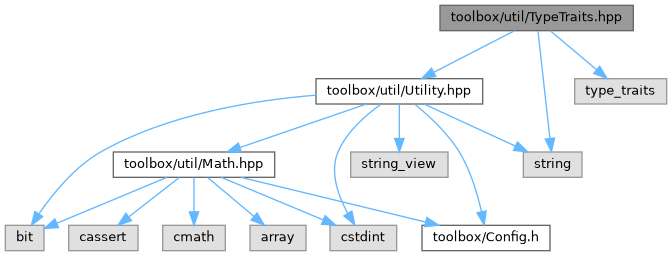 toolbox/util/TypeTraits.hpp
toolbox/util/Utility.hpp
type_traits
toolbox/util/Math.hpp
string_view
string
bit
cassert
cmath
array
cstdint
toolbox/Config.h